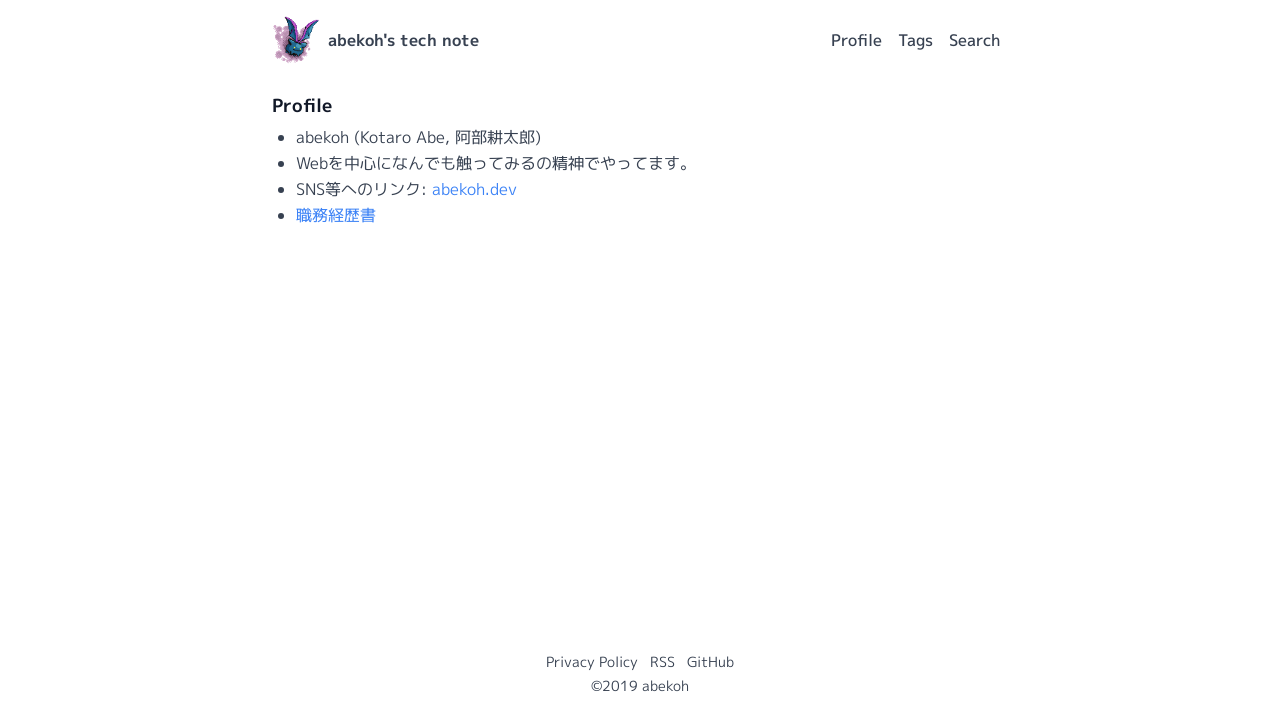 abekoh's tech note
Profile Tags Search
Profile
abekoh (Kotaro Abe, 阿部耕太郎)
Webを中心になんでも触ってみるの精神でやってます。
SNS等へのリンク: abekoh.dev
職務経歴書
Privacy Policy RSS GitHub
©2019 abekoh